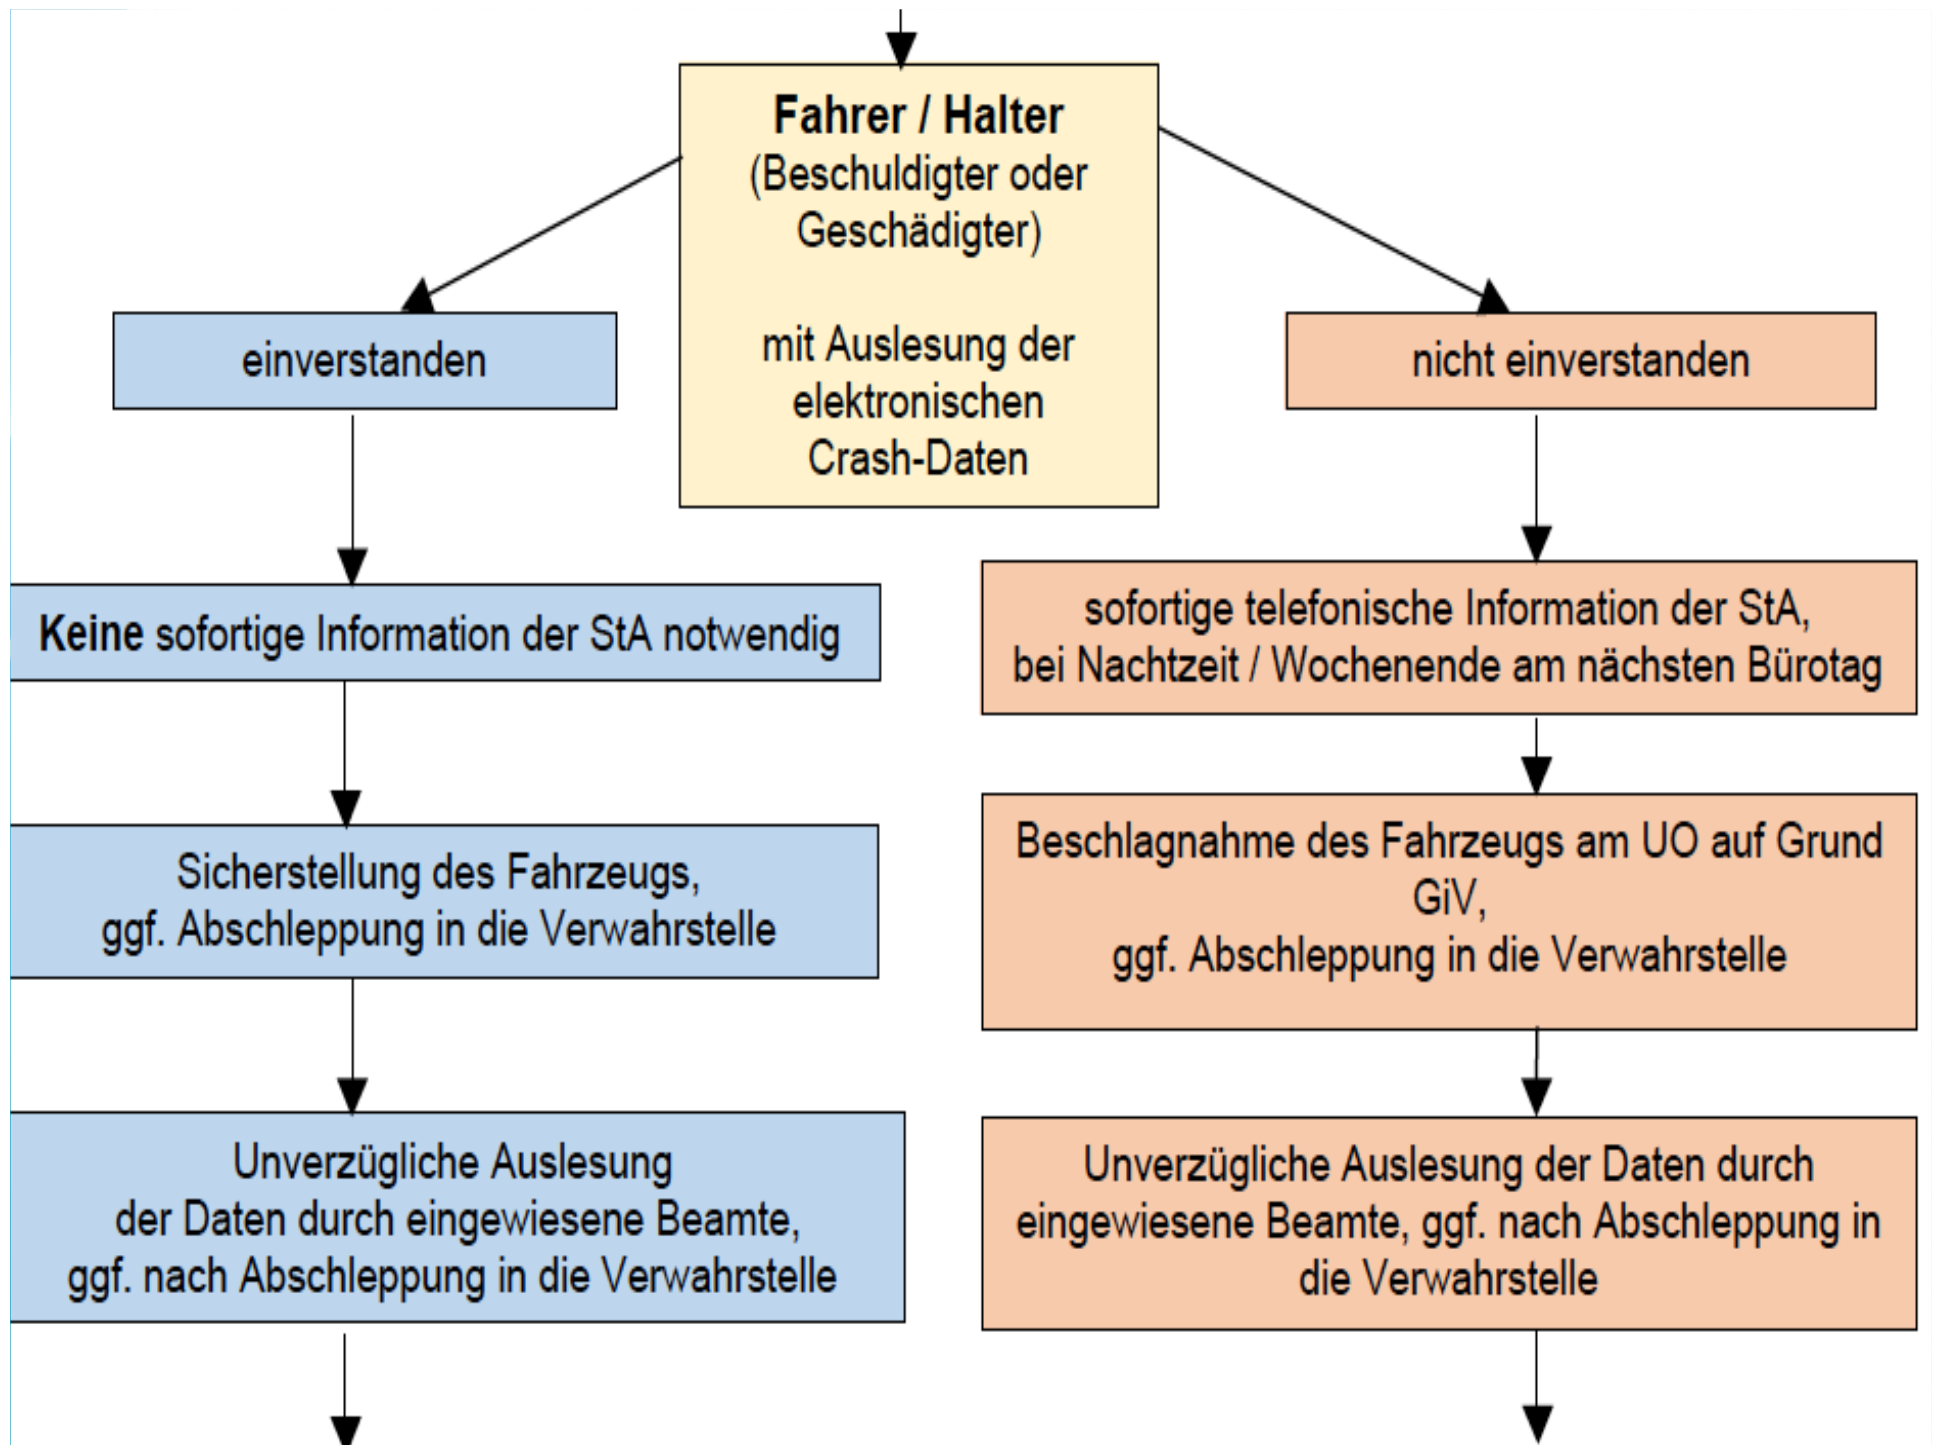 Fahrer / Halter
(Beschuldigter oder
Geschädigter)
mit Auslesung der
elektronischen
Crash-Daten
einverstanden
Keine sofortige Information der StA notwendig
Sicherstellung des Fahrzeugs,
ggf. Abschleppung in die Verwahrstelle
Unverzügliche Auslesung
der Daten durch eingewiesene Beamte,
ggf. nach Abschleppung in die Verwahrstelle
nicht einverstanden
sofortige telefonische Information der StA,
bei Nachtzeit / Wochenende am nächsten Bürotag
Beschlagnahme des Fahrzeugs am UO auf Grund
GiV,
ggf. Abschleppung in die Verwahrstelle
Unverzügliche Auslesung der Daten durch
eingewiesene Beamte, ggf. nach Abschleppung in
die Verwahrstelle